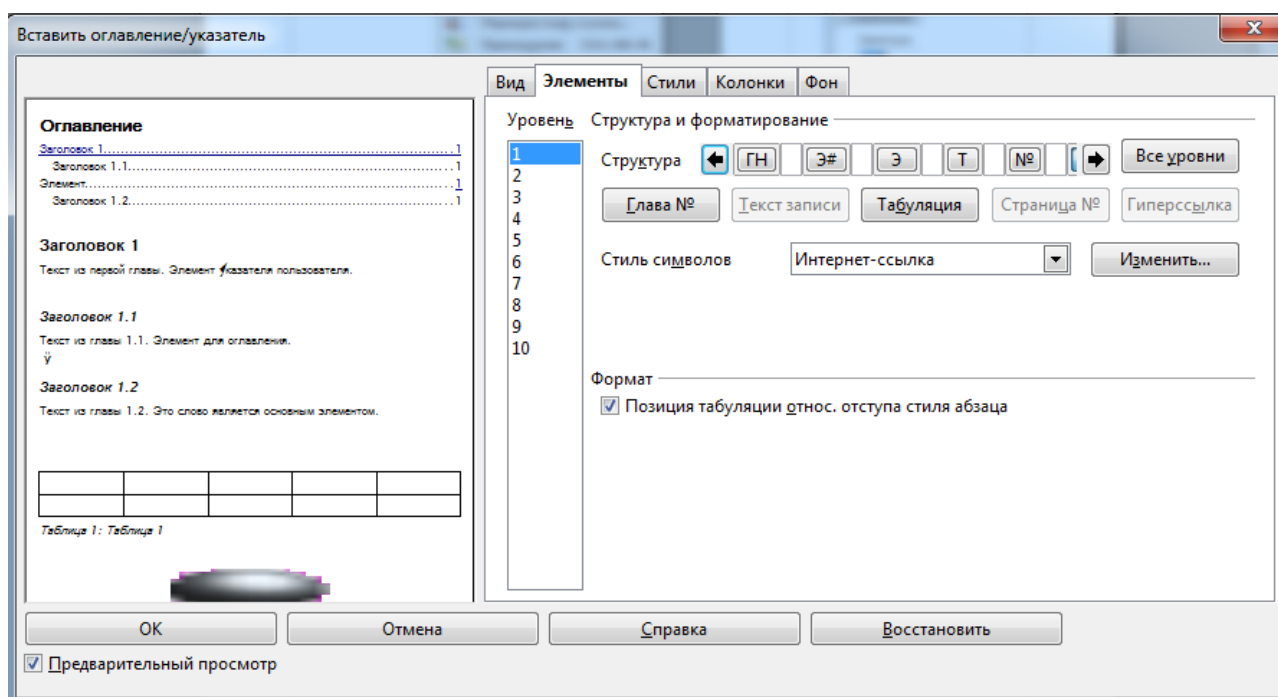 Вставить оглавление/указатель
Вид Элементы Стили Колонки Фон
Оглавление
Заголовок 1 1
Заголовок 1.1 1
Элемент 1
Заголовок 1.2 1
Заголовок 1
Текст из первой главы. Элемент указателя пользователя.
Заголовок 1.1
Текст из главы 1.1. Элемент для оглавления.
ÿ
Заголовок 1.2
Текст из главы 1.2. Это слово является основным элементом.
Таблица 1: Таблица 1
Уровень
1
2
3
4
5
6
7
8
9
10
Структура и форматирование
Структура ГН Э# Э Т № Все уровни
Глава № Текст записи Табуляция Страница № Гиперссылка
Стиль символов Интернет-ссылка Изменить...
Формат
Позиция табуляции относ. отступа стиля абзаца
ОК Отмена Справка Восстановить
Предварительный просмотр